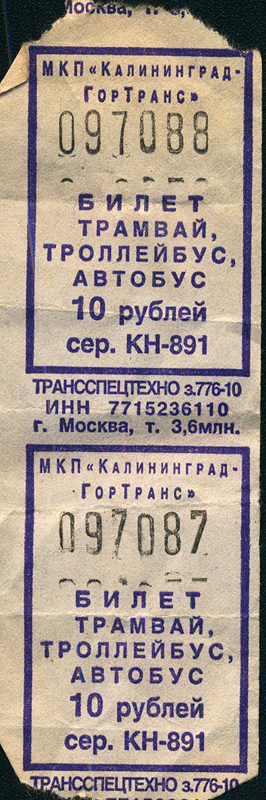 Москва, т. 3,
МКП «КАЛИНИНГРАД-
ГОРТРАНС»
097088
БИЛЕТ
ТРАМВАЙ,
ТРОЛЛЕЙБУС,
АВТОБУС
10 рублей
сер. КН-891
ТРАНССПЕЦТЕХНО з.776-10
ИНН 7715236110
г. Москва, т. 3,6млн.
МКП «КАЛИНИНГРАД-
ГОРТРАНС»
097087
БИЛЕТ
ТРАМВАЙ,
ТРОЛЛЕЙБУС,
АВТОБУС
10 рублей
сер. КН-891
ТРАНССПЕЦТЕХНО з.776-10